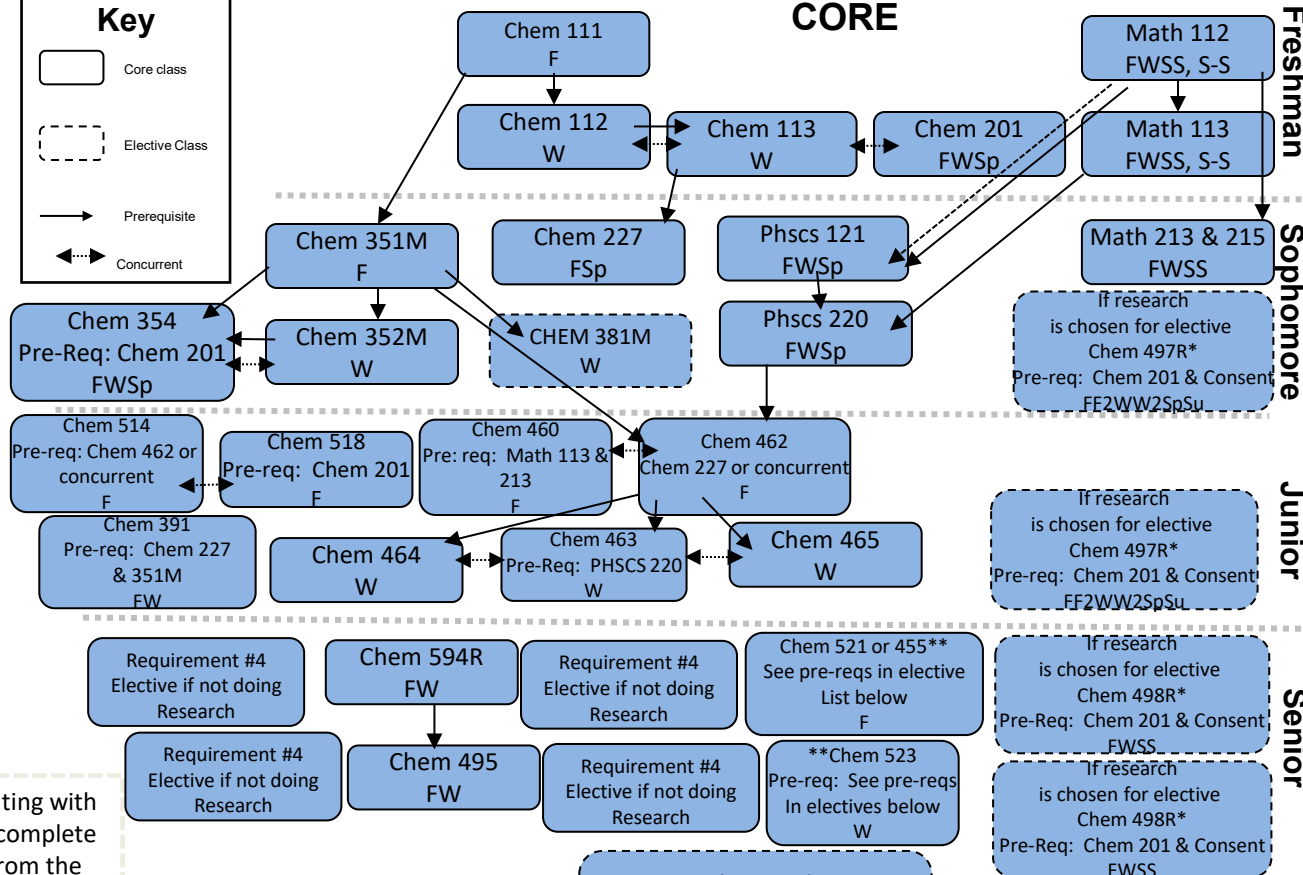 Key
Core class
Elective Class
Prerequisite
Concurrent
CORE
Freshman
Chem 111
F
Math 112
FWSS, S-S
Chem 112
W
Chem 113
W
Chem 201
FWSp
Math 113
FWSS, S-S
Sophomore
Chem 351M
F
Chem 227
FSp
Phscs 121
FWSp
Math 213 & 215
FWSS
Chem 354
Pre-Req: Chem 201
FWSp
Chem 352M
W
CHEM 381M
W
Phscs 220
FWSp
If research
is chosen for elective
Chem 497R*
Pre-req: Chem 201 & Consent
FF2WW2SpSu
Junior
Chem 514
Pre-req: Chem 462 or
concurrent
F
Chem 518
Pre-req: Chem 201
F
Chem 460
Pre: req: Math 113 &
213
F
Chem 462
Chem 227 or concurrent
F
Chem 391
Pre-req: Chem 227
& 351M
FW
Chem 464
W
Chem 463
Pre-Req: PHSCS 220
W
Chem 465
W
If research
is chosen for elective
Chem 497R*
Pre-req: Chem 201 & Consent
FF2WW2SpSu
Senior
Requirement #4
Elective if not doing
Research
Chem 594R
FW
Requirement #4
Elective if not doing
Research
Chem 521 or 455**
See pre-reqs in elective
List below
F
If research
is chosen for elective
Chem 498R*
Pre-Req: Chem 201 & Consent
FWSS
Requirement #4
Elective if not doing
Research
Chem 495
FW
Requirement #4
Elective if not doing
Research
**Chem 523
Pre-req: See pre-reqs
In electives below
W
If research
is chosen for elective
Chem 498R*
Pre-Req: Chem 201 & Consent
FWSS
ting with
complete
rom the